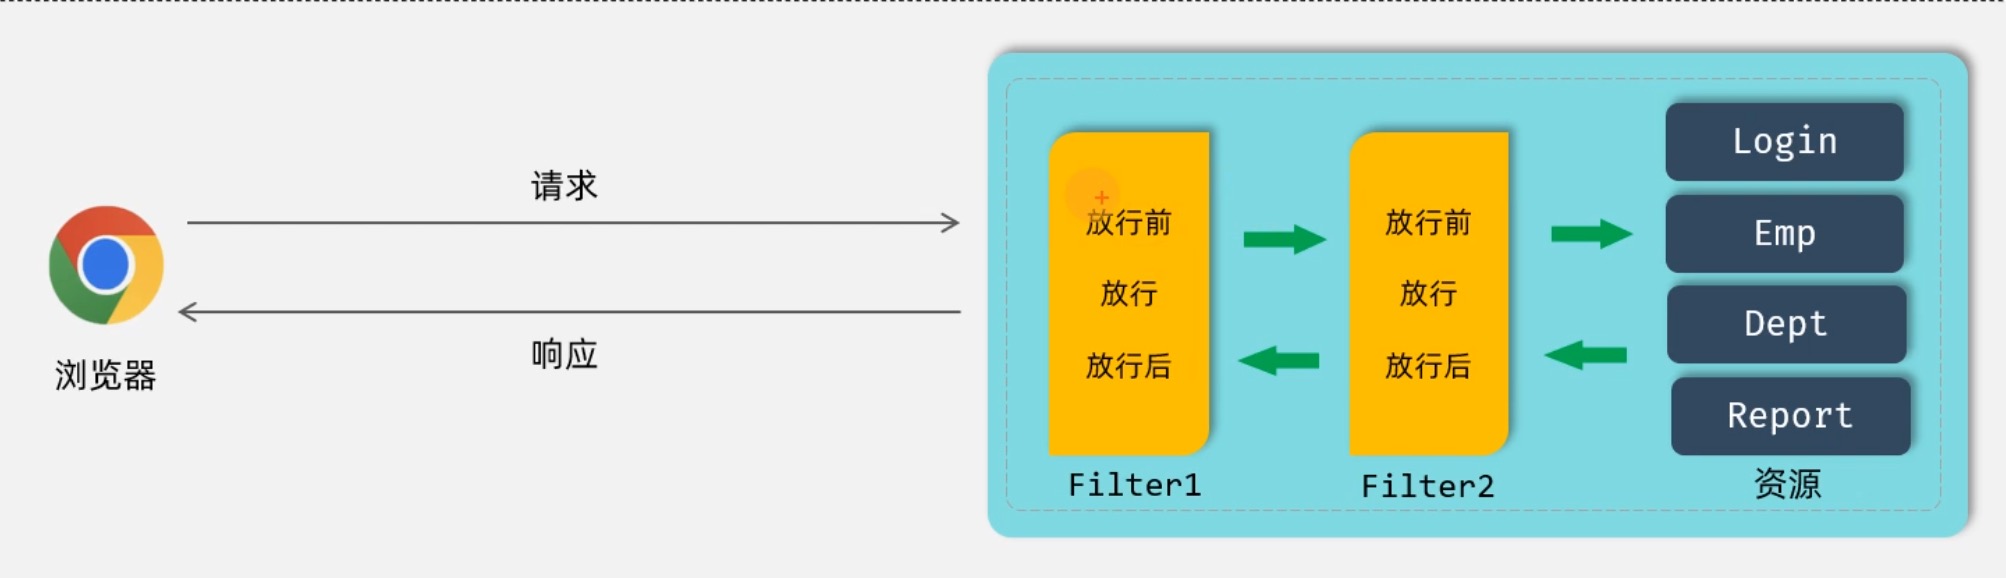 请求
响应
浏览器
放行前
放行
放行后
Filter1
放行前
放行
放行后
Filter2
Login
Emp
Dept
Report
资源